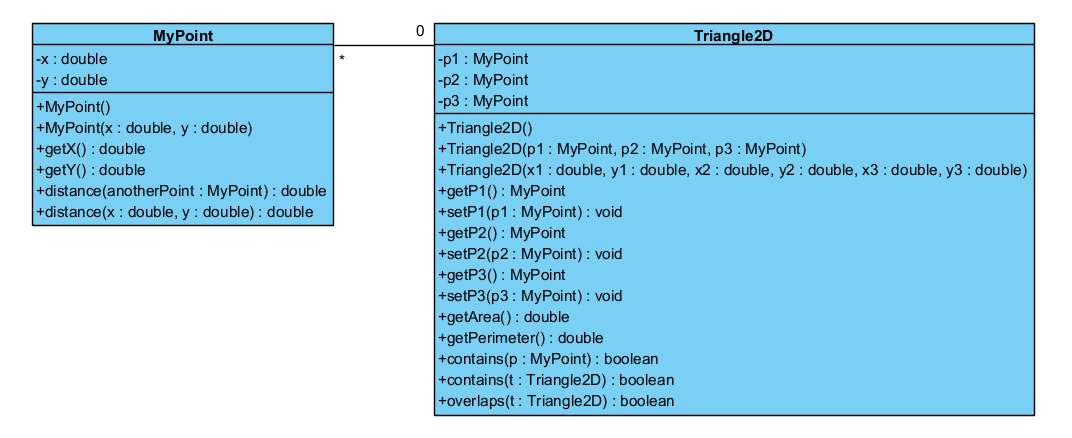 MyPoint
-x : double
-y : double
+MyPoint()
+MyPoint(x : double, y : double)
+getX() : double
+getY() : double
+distance(anotherPoint : MyPoint) : double
+distance(x : double, y : double) : double
0
*
Triangle2D
-p1 : MyPoint
-p2 : MyPoint
-p3 : MyPoint
+Triangle2D()
+Triangle2D(p1 : MyPoint, p2 : MyPoint, p3 : MyPoint)
+Triangle2D(x1 : double, y1 : double, x2 : double, y2 : double, x3 : double, y3 : double)
+getP1() : MyPoint
+setP1(p1 : MyPoint) : void
+getP2() : MyPoint
+setP2(p2 : MyPoint) : void
+getP3() : MyPoint
+setP3(p3 : MyPoint) : void
+getArea() : double
+getPerimeter() : double
+contains(p : MyPoint) : boolean
+contains(t : Triangle2D) : boolean
+overlaps(t : Triangle2D) : boolean